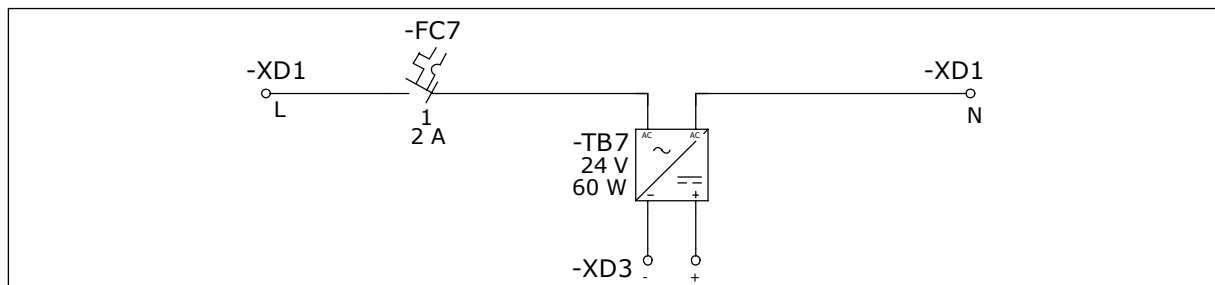 -FC7
-XD1
L
1
2 A
-XD1
N
AC AC
-TB7
24 V
60 W
- +
-XD3
- +